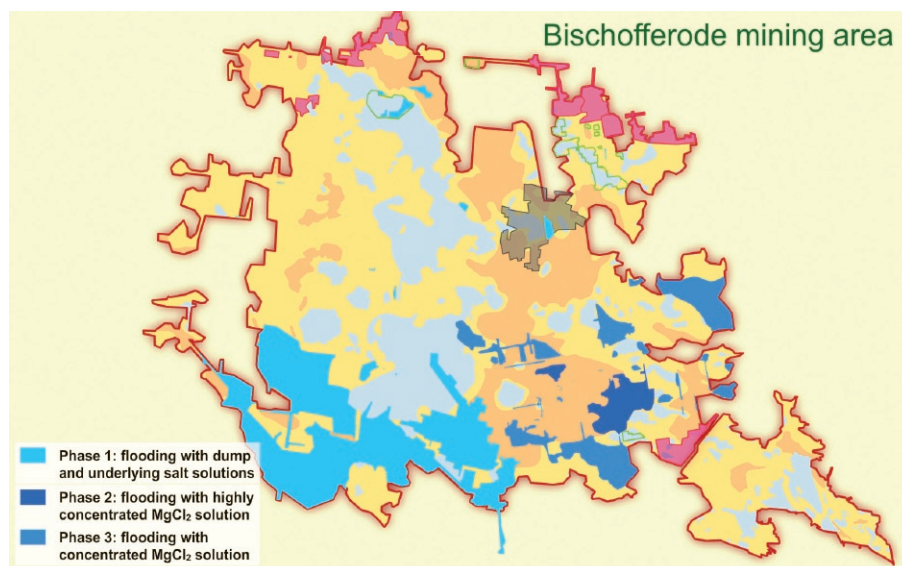 Bischofferode mining area
Phase 1: flooding with dump
and underlying salt solutions
Phase 2: flooding with highly
concentrated MgCl₂ solution
Phase 3: flooding with
concentrated MgCl₂ solution